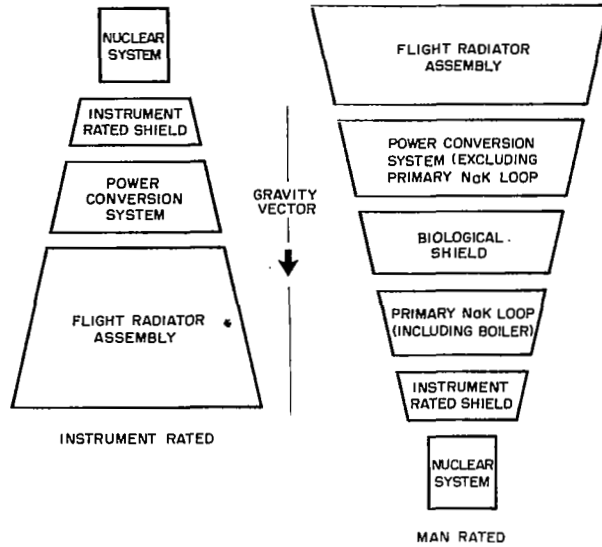 NUCLEAR
SYSTEM
INSTRUMENT
RATED SHIELD
POWER
CONVERSION
SYSTEM
FLIGHT RADIATOR
ASSEMBLY
INSTRUMENT RATED
GRAVITY
VECTOR
FLIGHT RADIATOR
ASSEMBLY
POWER CONVERSION
SYSTEM (EXCLUDING
PRIMARY NaK LOOP
BIOLOGICAL
SHIELD
PRIMARY NaK LOOP
(INCLUDING BOILER)
INSTRUMENT
RATED SHIELD
NUCLEAR
SYSTEM
MAN RATED